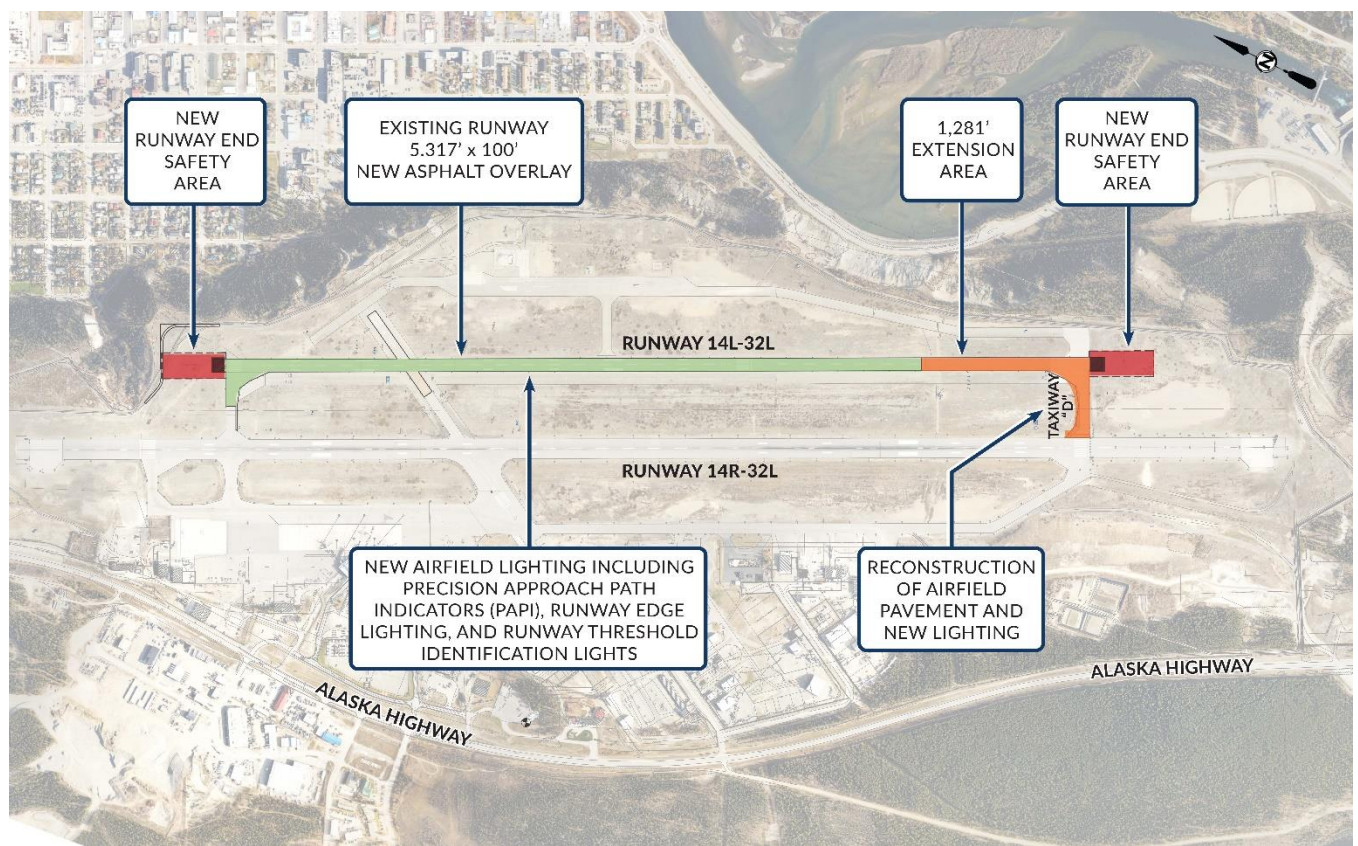 N
NEW
RUNWAY END
SAFETY
AREA
EXISTING RUNWAY
5.317’ x 100’
NEW ASPHALT OVERLAY
1,281’
EXTENSION
AREA
NEW
RUNWAY END
SAFETY
AREA
RUNWAY 14L-32L
TAXIWAY
"D"
RUNWAY 14R-32L
NEW AIRFIELD LIGHTING INCLUDING
PRECISION APPROACH PATH
INDICATORS (PAPI), RUNWAY EDGE
LIGHTING, AND RUNWAY THRESHOLD
IDENTIFICATION LIGHTS
RECONSTRUCTION
OF AIRFIELD
PAVEMENT AND
NEW LIGHTING
ALASKA HIGHWAY
ALASKA HIGHWAY